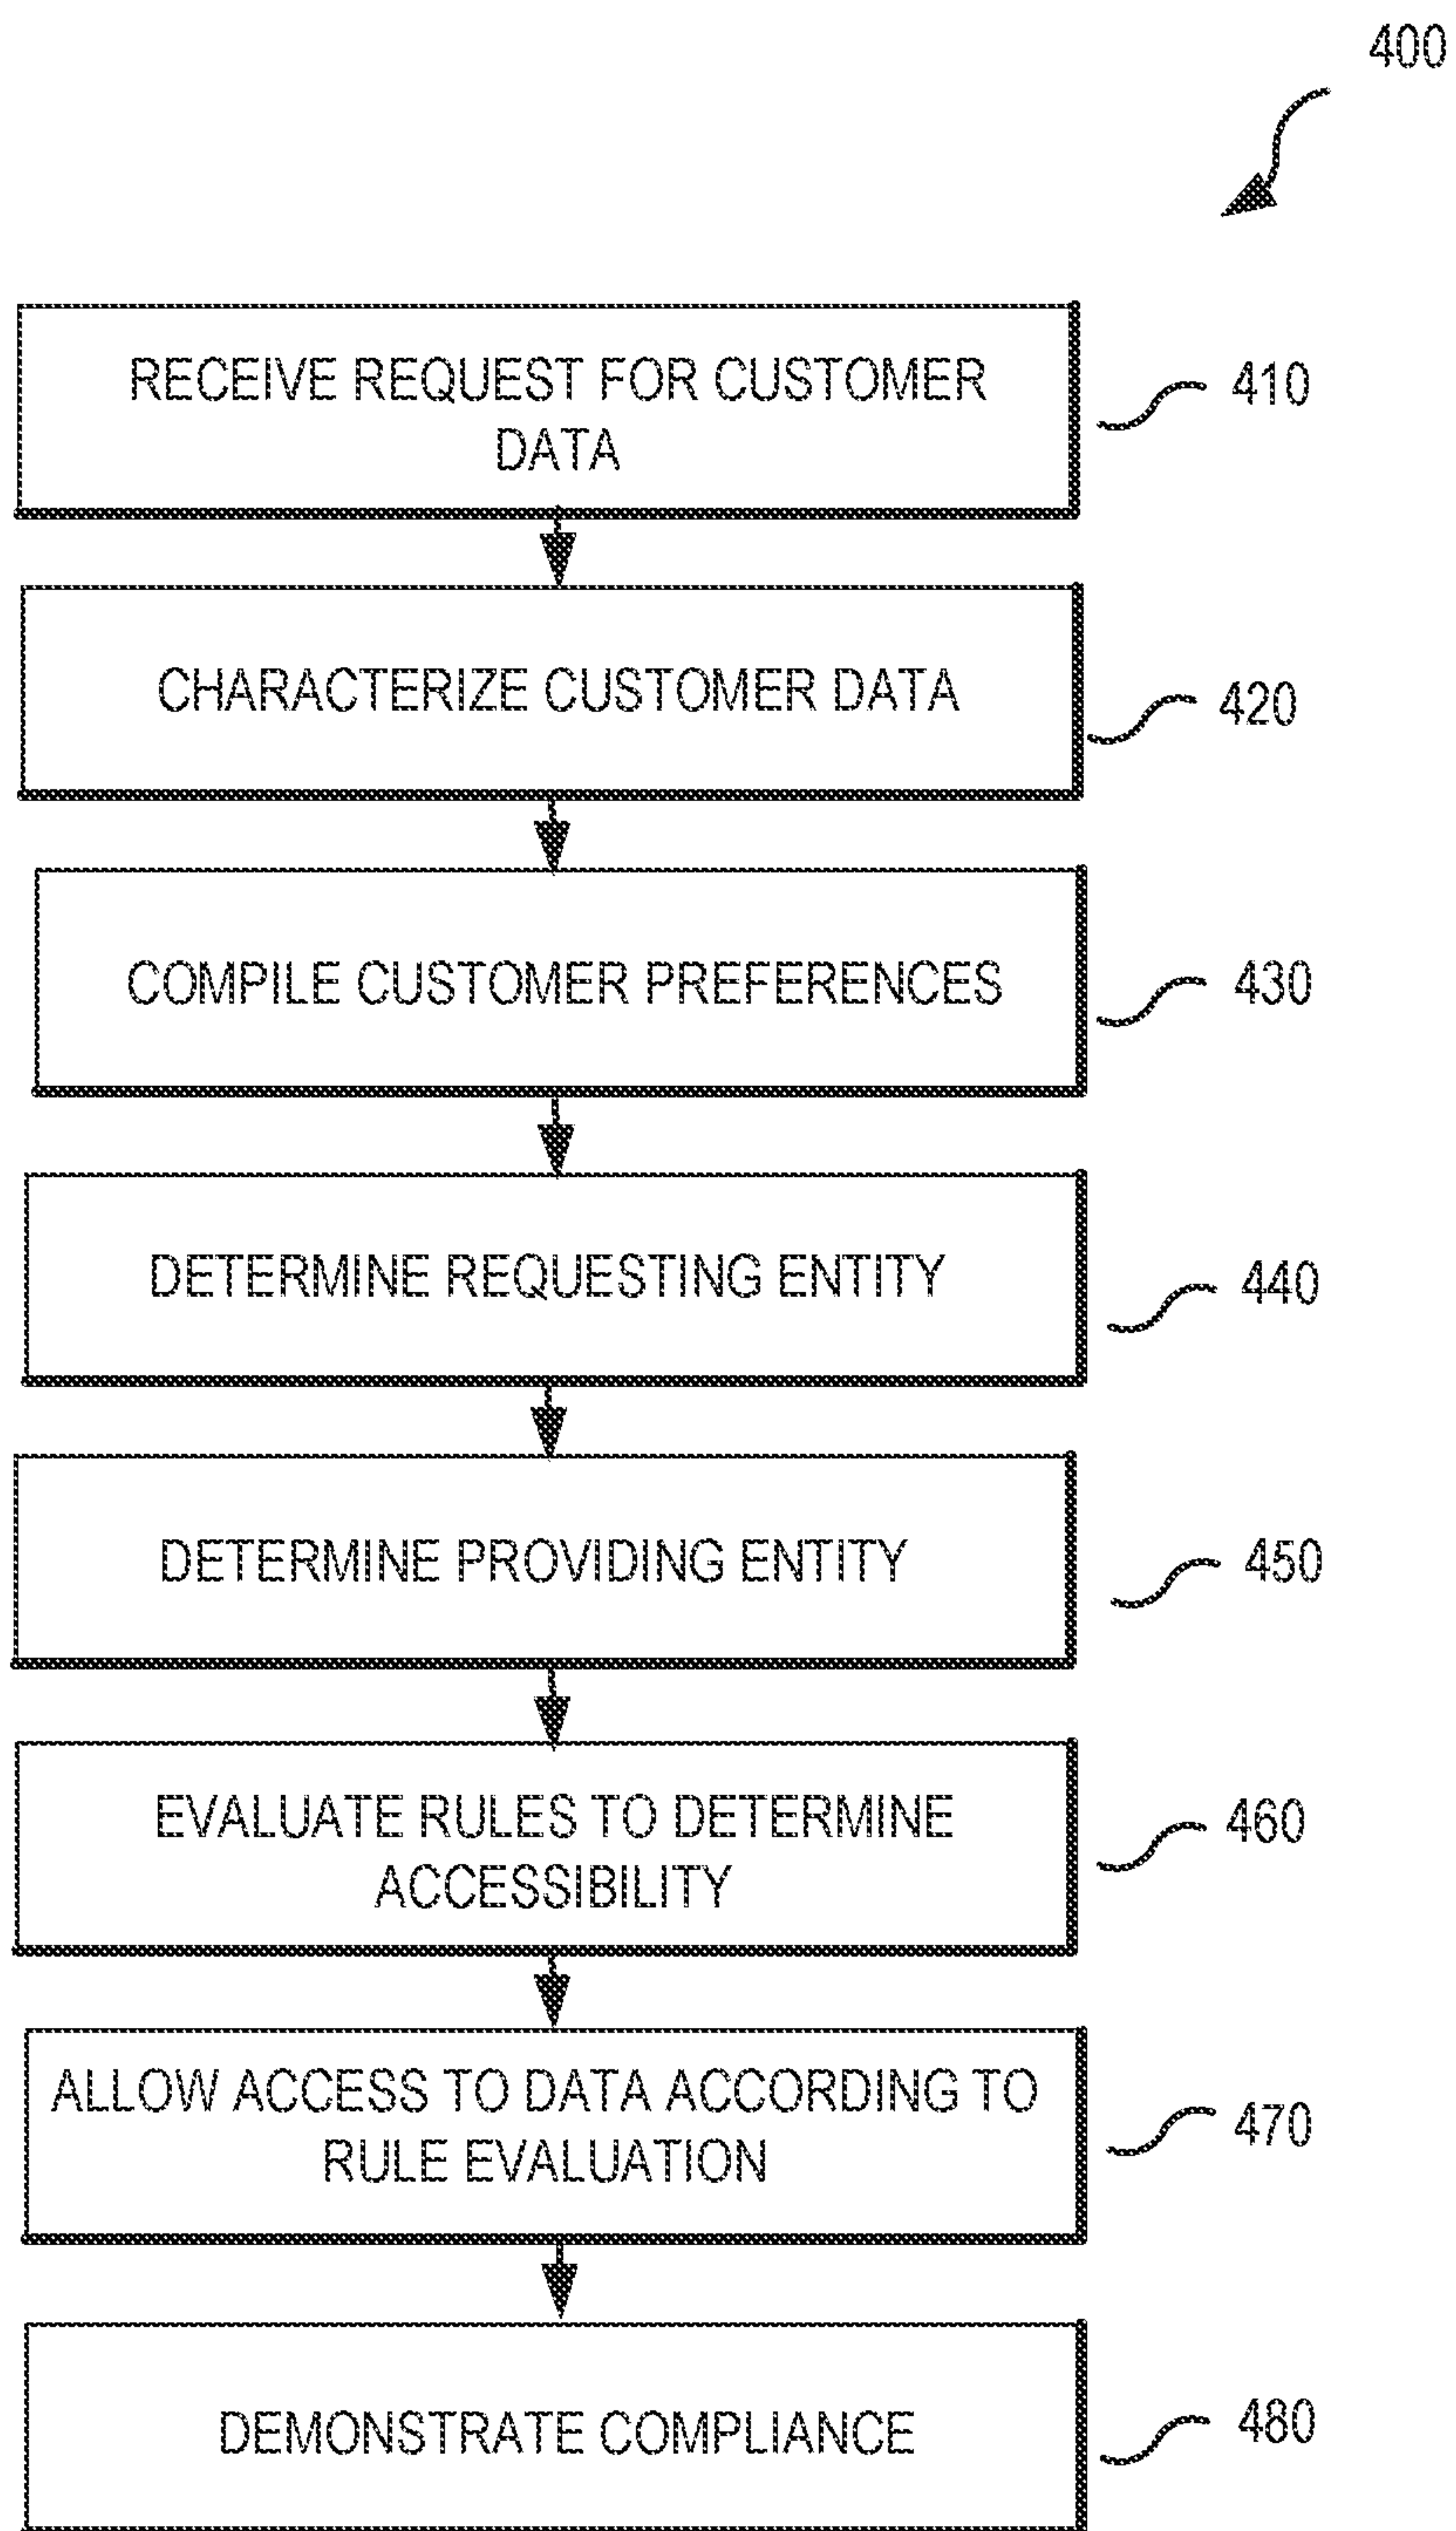 400
RECEIVE REQUEST FOR CUSTOMER
DATA
410
CHARACTERIZE CUSTOMER DATA
420
COMPILE CUSTOMER PREFERENCES
430
DETERMINE REQUESTING ENTITY
440
DETERMINE PROVIDING ENTITY
450
EVALUATE RULES TO DETERMINE
ACCESSIBILITY
460
ALLOW ACCESS TO DATA ACCORDING TO
RULE EVALUATION
470
DEMONSTRATE COMPLIANCE
480